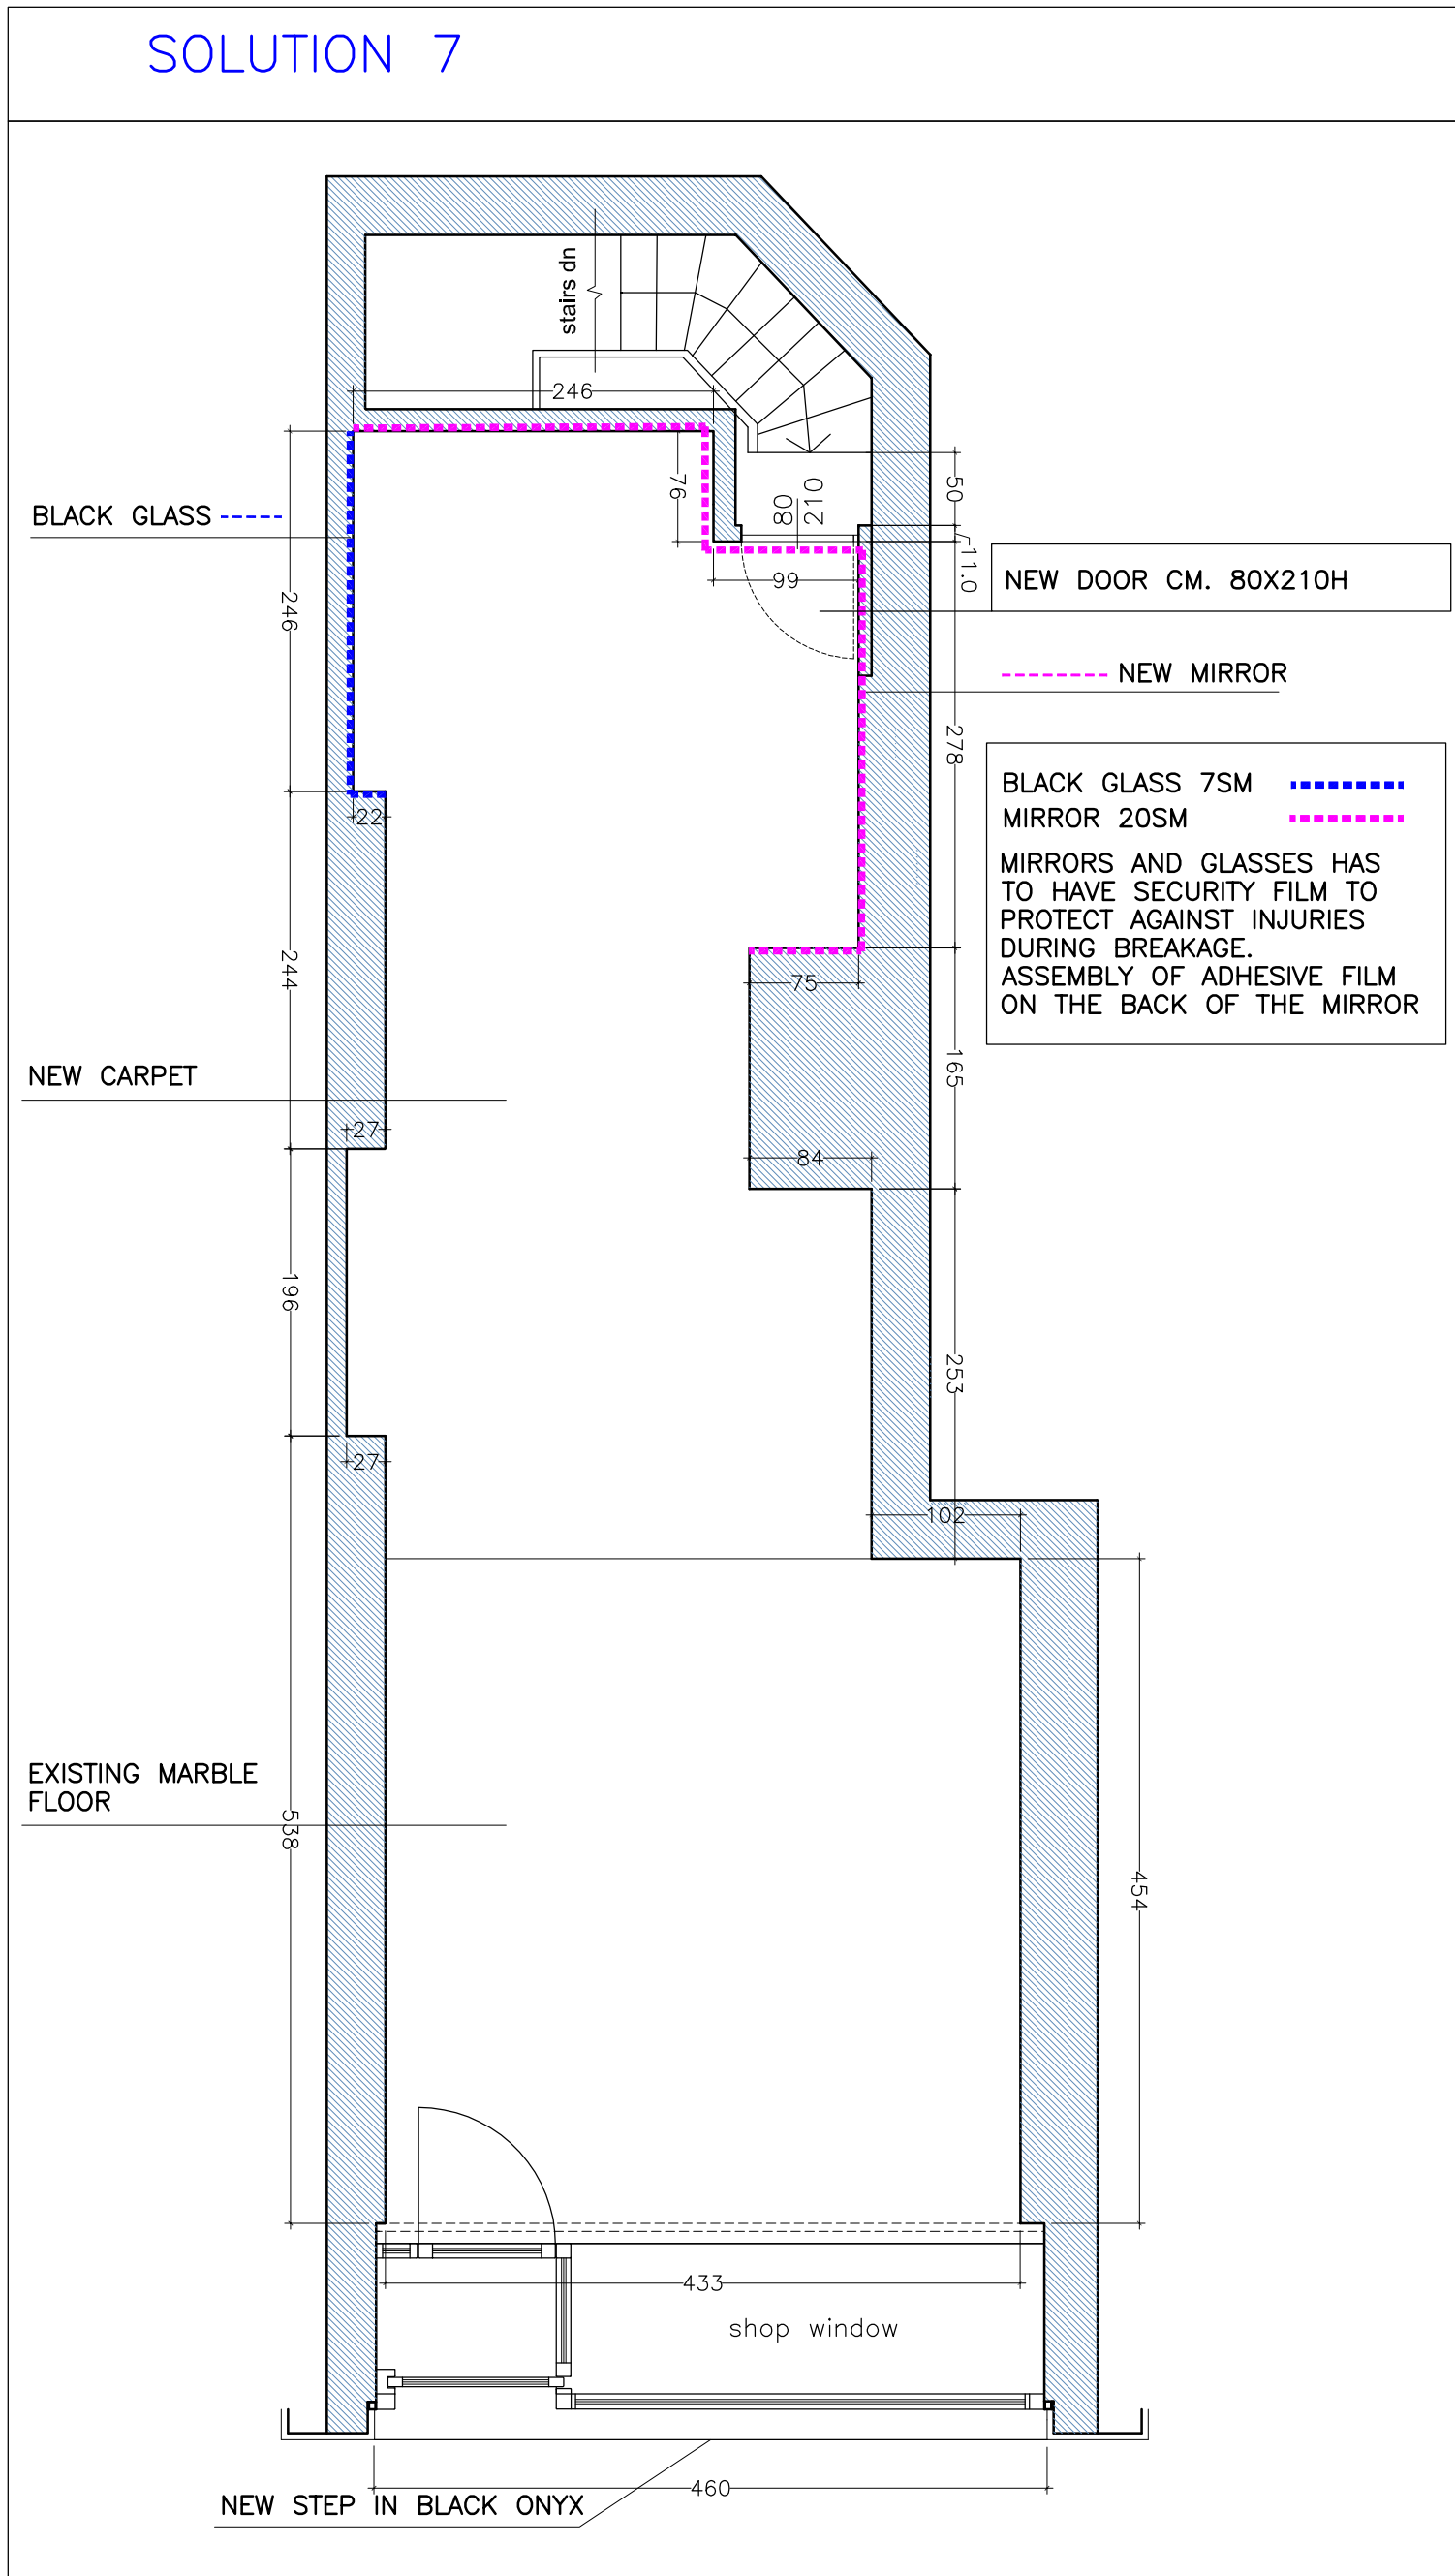 SOLUTION 7
stairs dn
246
76
80
210
50
11.0
99
BLACK GLASS
246
NEW DOOR CM. 80X210H
NEW MIRROR
278
22
BLACK GLASS 7SM
MIRROR 20SM
MIRRORS AND GLASSES HAS
TO HAVE SECURITY FILM TO
PROTECT AGAINST INJURIES
DURING BREAKAGE.
ASSEMBLY OF ADHESIVE FILM
ON THE BACK OF THE MIRROR
244
75
165
NEW CARPET
27
84
196
253
27
102
EXISTING MARBLE
FLOOR
538
454
433
shop window
460
NEW STEP IN BLACK ONYX